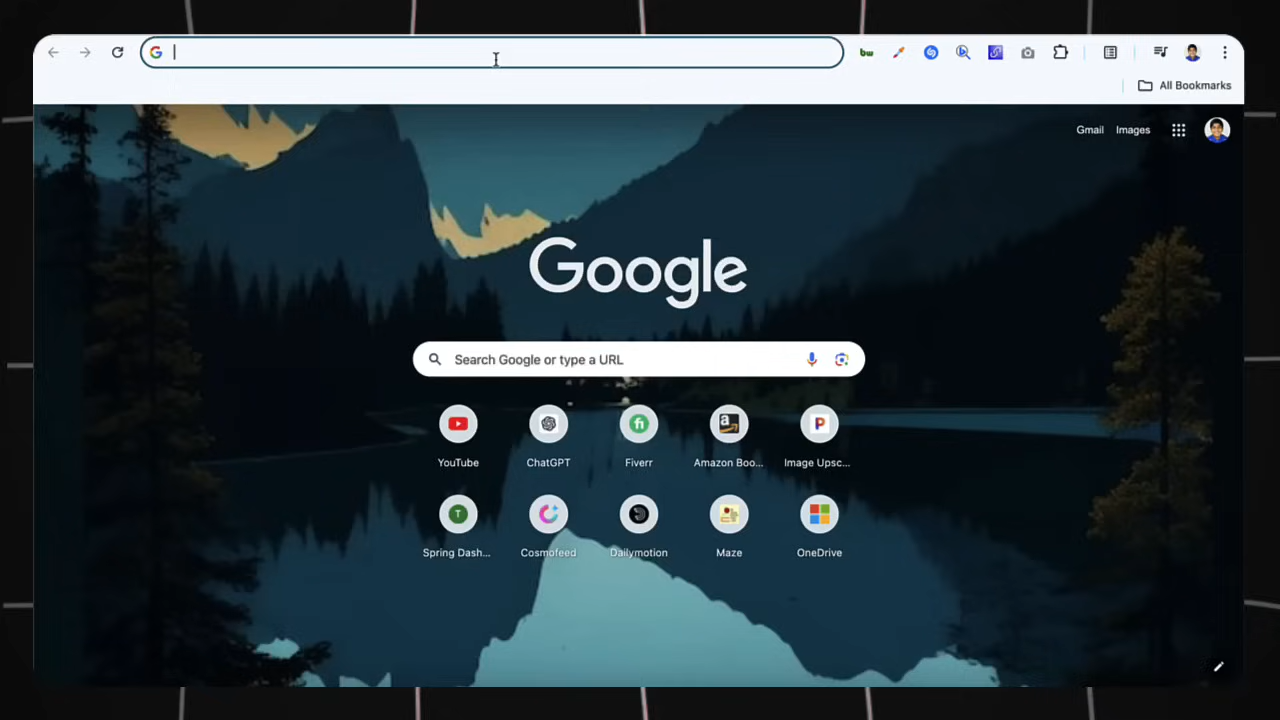 bw
All Bookmarks
Gmail
Images
Google
Search Google or type a URL
YouTube
ChatGPT
Fiverr
Amazon Boo...
Image Upsc...
Spring Dash...
Cosmofeed
Dailymotion
Maze
OneDrive